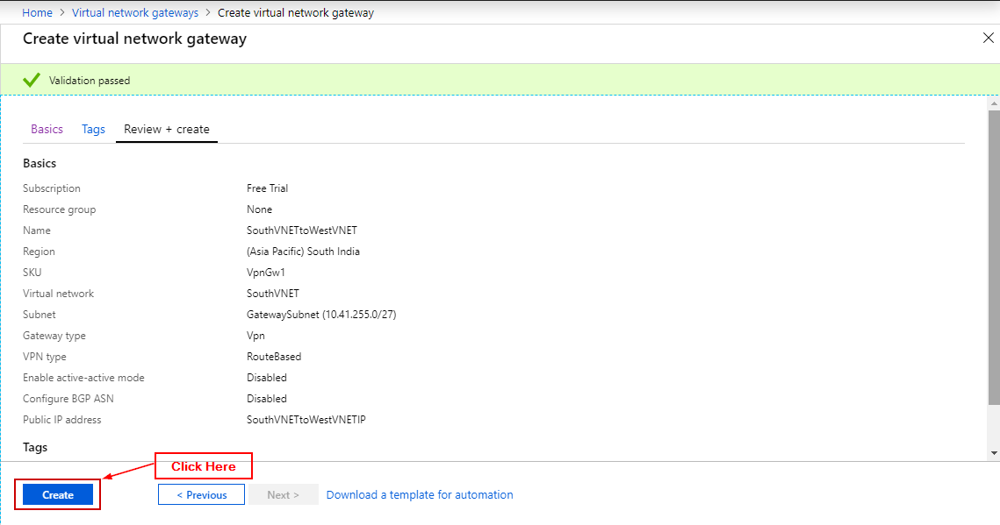 Home > Virtual network gateways > Create virtual network gateway
Create virtual network gateway
Validation passed
Basics Tags Review + create
Basics
Subscription Free Trial
Resource group None
Name SouthVNETtoWestVNET
Region (Asia Pacific) South India
SKU VpnGw1
Virtual network SouthVNET
Subnet GatewaySubnet (10.41.255.0/27)
Gateway type Vpn
VPN type RouteBased
Enable active-active mode Disabled
Configure BGP ASN Disabled
Public IP address SouthVNETtoWestVNETIP
Tags
Click Here
Create < Previous Next > Download a template for automation